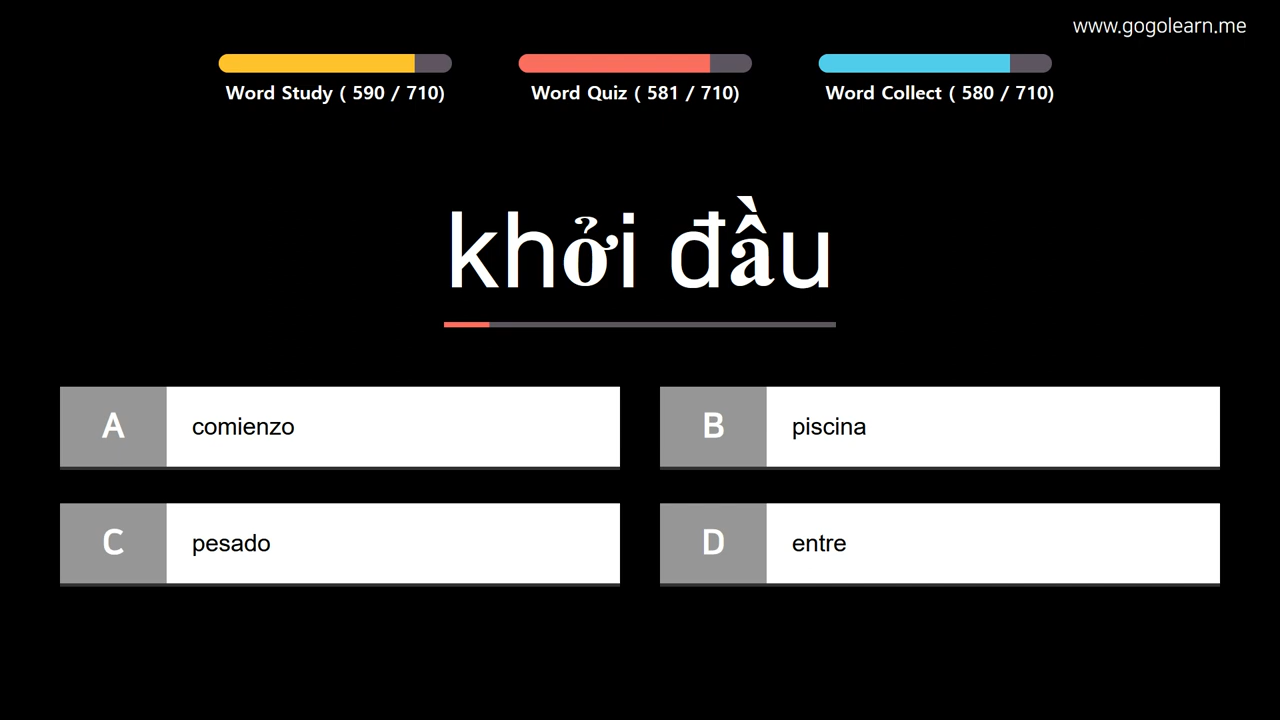 www.gogolearn.me
Word Study ( 590 / 710)
Word Quiz ( 581 / 710)
Word Collect ( 580 / 710)
khởi đầu
A comienzo
B piscina
C pesado
D entre